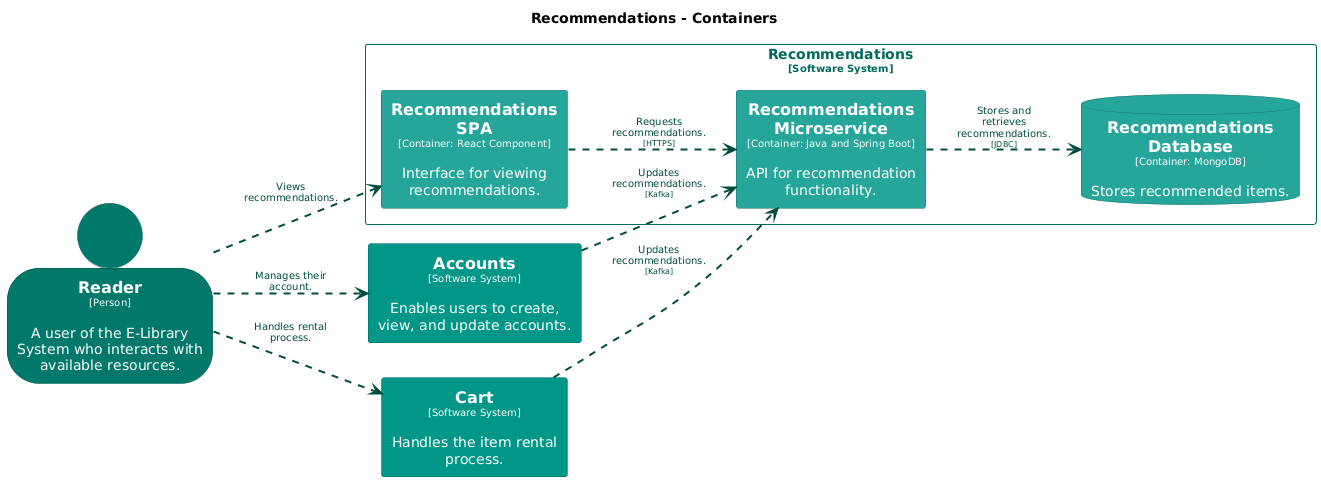 Recommendations - Containers
Recommendations
[Software System]
Recommendations
SPA
[Container: React Component]
Interface for viewing
recommendations.
Requests
recommendations.
[HTTPS]
Recommendations
Microservice
[Container: Java and Spring Boot]
API for recommendation
functionality.
Stores and
retrieves
recommendations.
[JDBC]
Recommendations
Database
[Container: MongoDB]
Stores recommended items.
Views
recommendations.
Updates
recommendations.
[Kafka]
Reader
[Person]
A user of the E-Library
System who interacts with
available resources.
Manages their
account.
Accounts
[Software System]
Enables users to create,
view, and update accounts.
Updates
recommendations.
[Kafka]
Handles rental
process.
Cart
[Software System]
Handles the item rental
process.